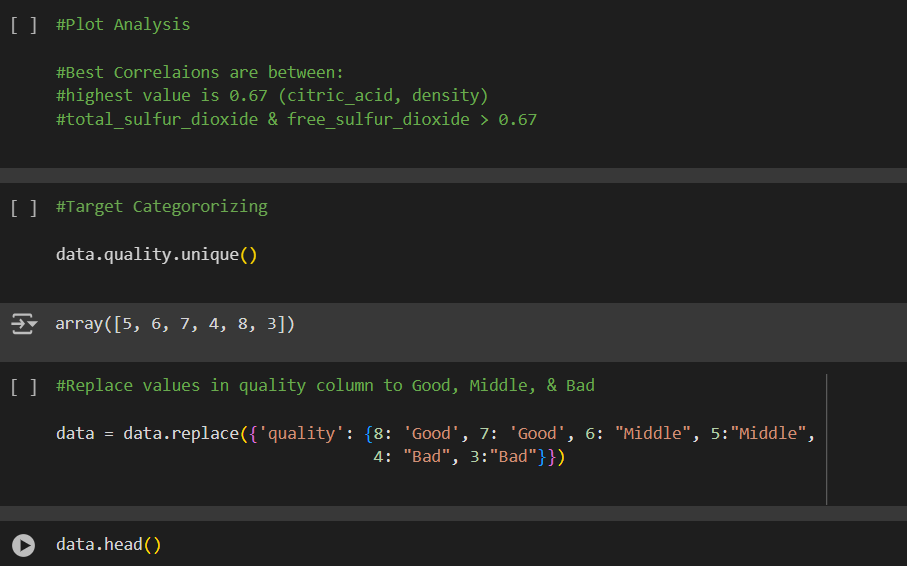 [ ] #Plot Analysis
#Best Correlaions are between:
#highest value is 0.67 (citric_acid, density)
#total_sulfur_dioxide & free_sulfur_dioxide > 0.67
[ ] #Target Categororizing
data.quality.unique()
array([5, 6, 7, 4, 8, 3])
[ ] #Replace values in quality column to Good, Middle, & Bad
data = data.replace({'quality': {8: 'Good', 7: 'Good', 6: "Middle", 5:"Middle",
4: "Bad", 3:"Bad"}})
data.head()